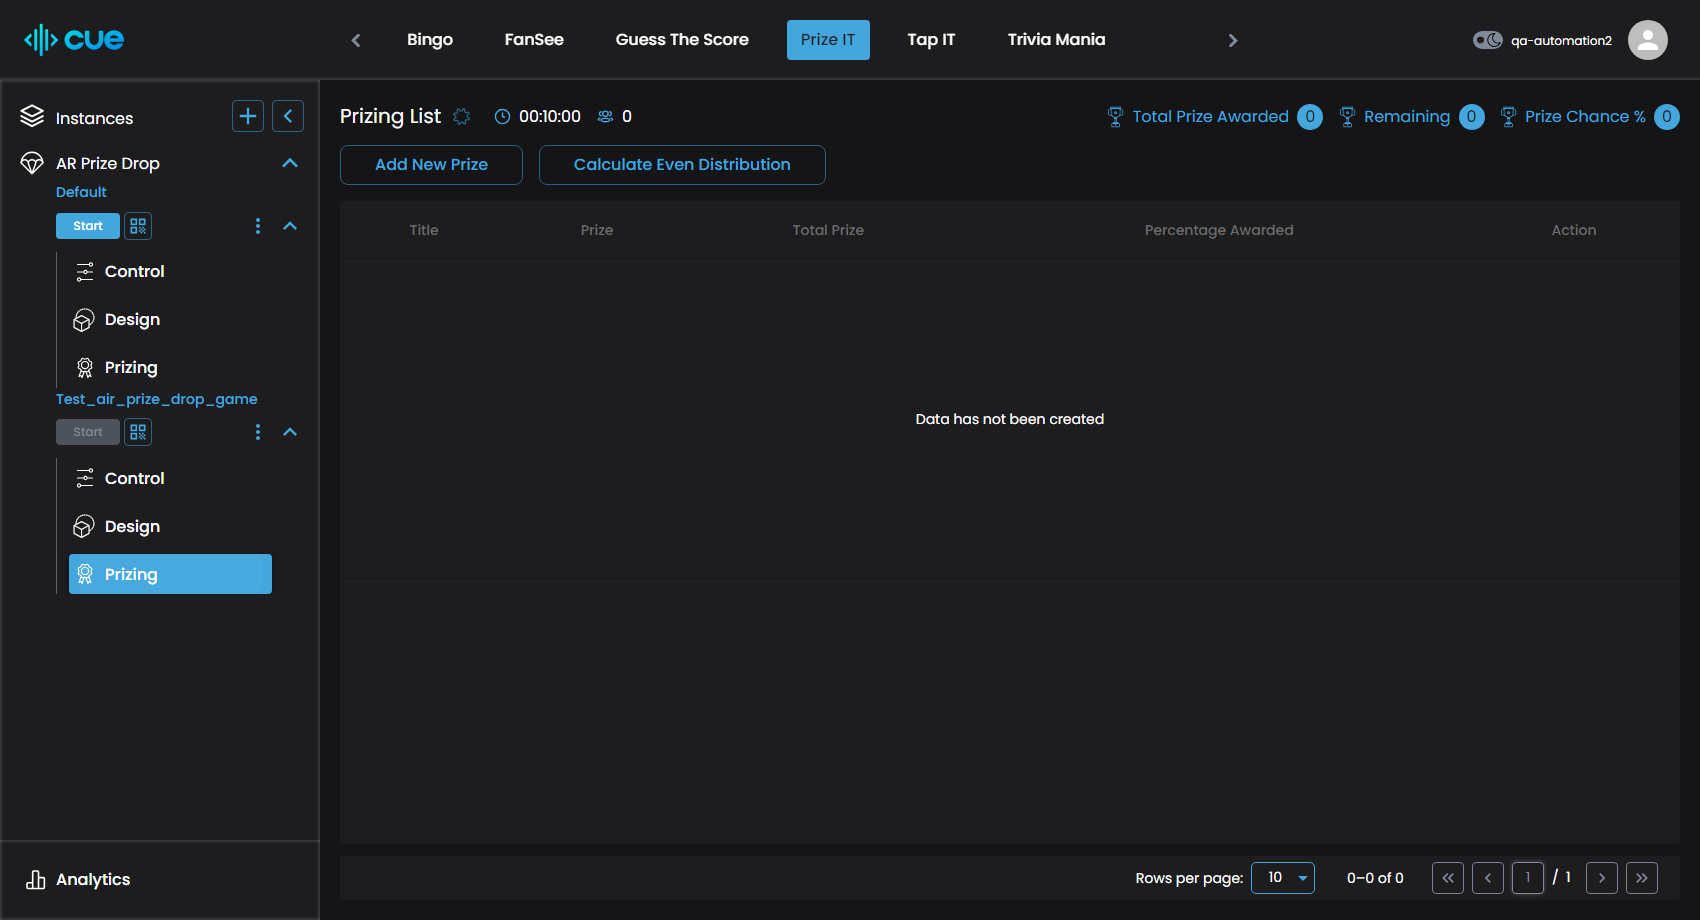 cue
Bingo
FanSee
Guess The Score
Prize IT
Tap IT
Trivia Mania
qa-automation2
Instances
AR Prize Drop
Default
Start
Control
Design
Prizing
Test_air_prize_drop_game
Start
Control
Design
Prizing
Analytics
Prizing List
00:10:00
0
Total Prize Awarded 0
Remaining 0
Prize Chance % 0
Add New Prize
Calculate Even Distribution
Title
Prize
Total Prize
Percentage Awarded
Action
Data has not been created
Rows per page: 10
0–0 of 0
1 / 1